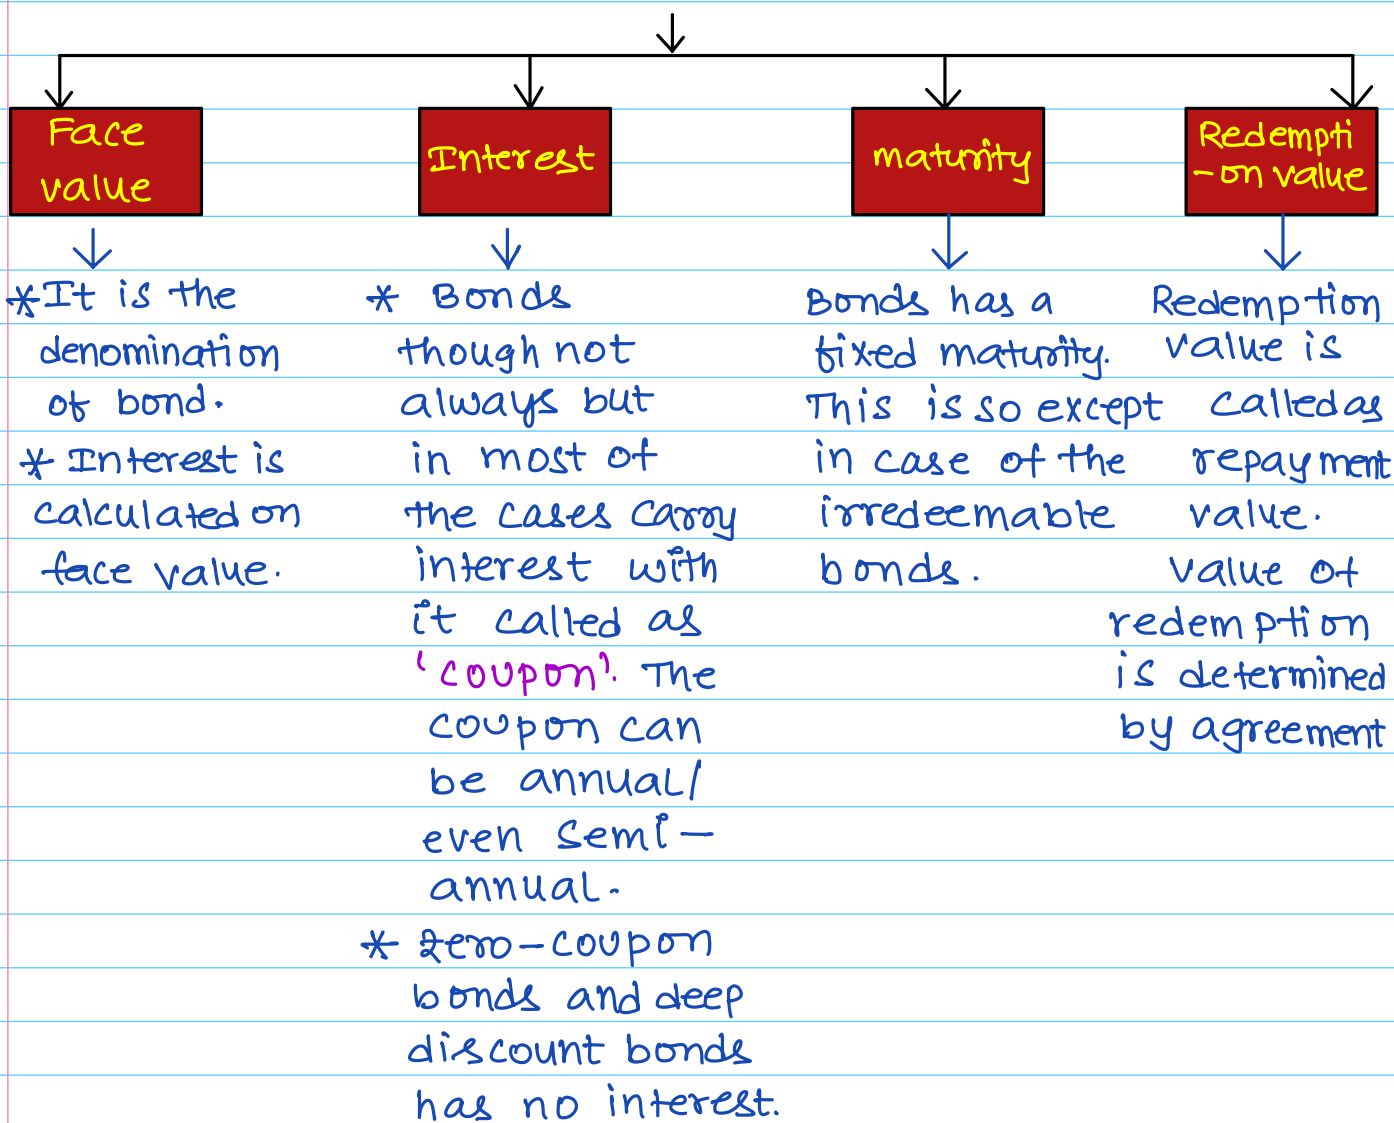 Face
value
Interest
maturity
Redempti
-on value
*It is the
denomination
of bond.
* Interest is
calculated on
face value.
* Bonds
though not
always but
in most of
the cases carry
interest with
it called as
'coupon'. The
coupon can
be annual/
even semi-
annual.
* zero-coupon
bonds and deep
discount bonds
has no interest.
Bonds has a
fixed maturity.
This is so except
in case of the
irredeemable
bonds.
Redemption
value is
called as
repayment
value.
value of
redemption
is determined
by agreement